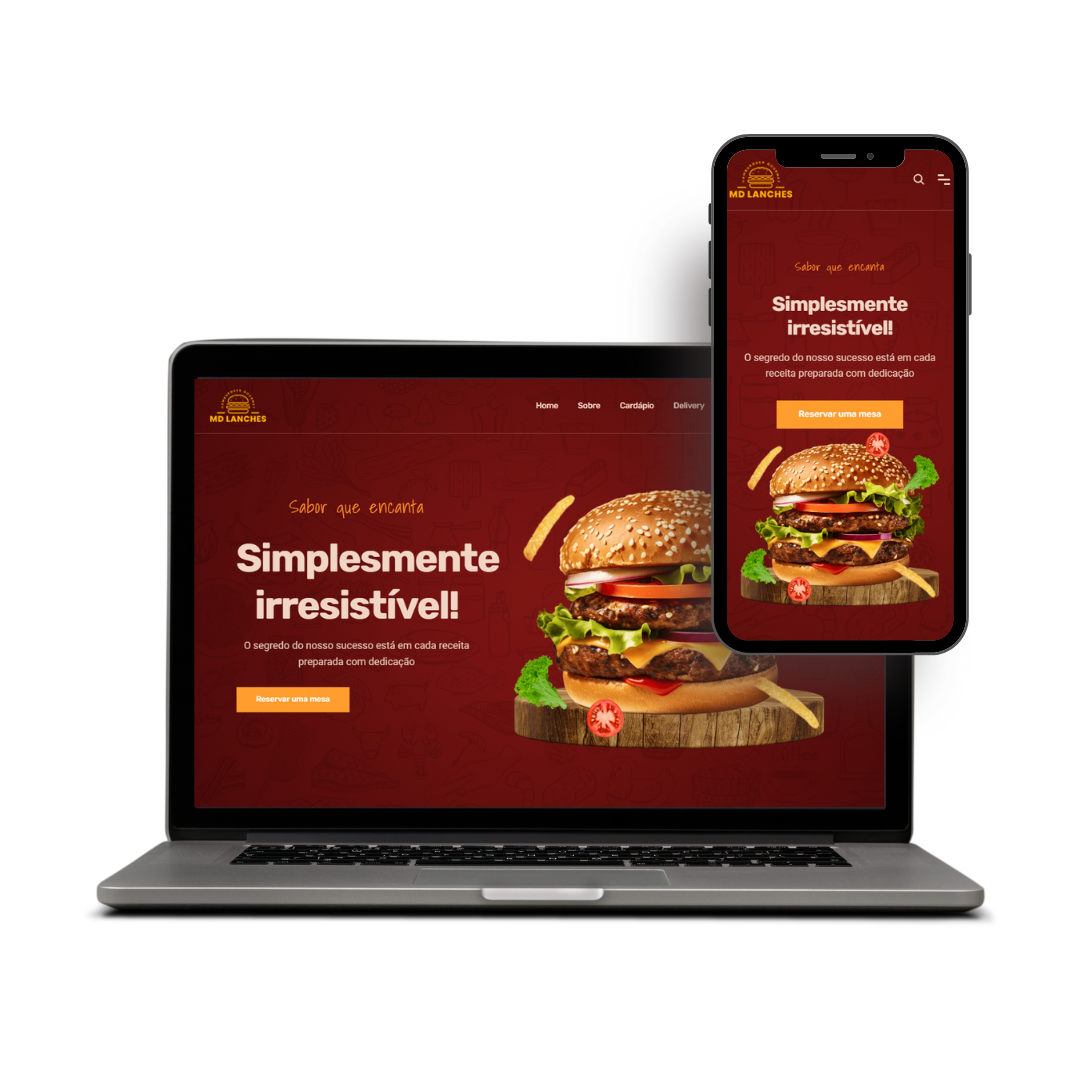 MD LANCHES
Sabor que encanta
Simplesmente
irresistível!
O segredo do nosso sucesso está em cada
receita preparada com dedicação
Reservar uma mesa
MD LANCHES
Home Sobre Cardápio Delivery
Sabor que encanta
Simplesmente
irresistível!
O segredo do nosso sucesso está em cada receita
preparada com dedicação
Reservar uma mesa